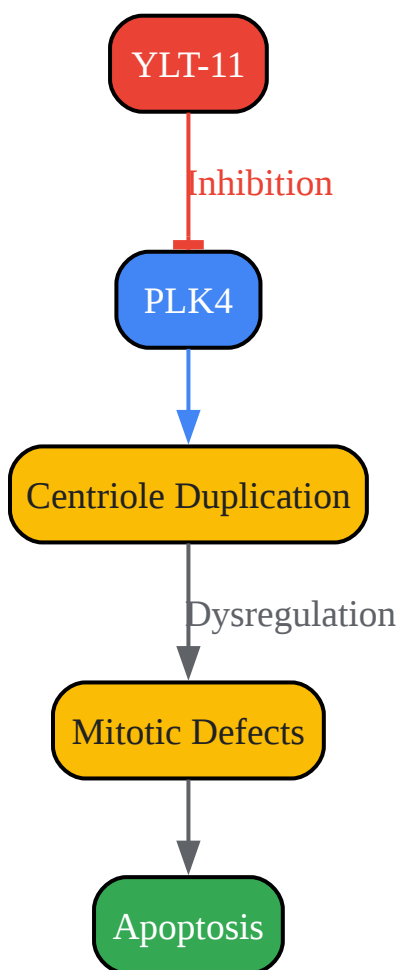 YLT-11
Inhibition
PLK4
Centriole Duplication
Dysregulation
Mitotic Defects
Apoptosis